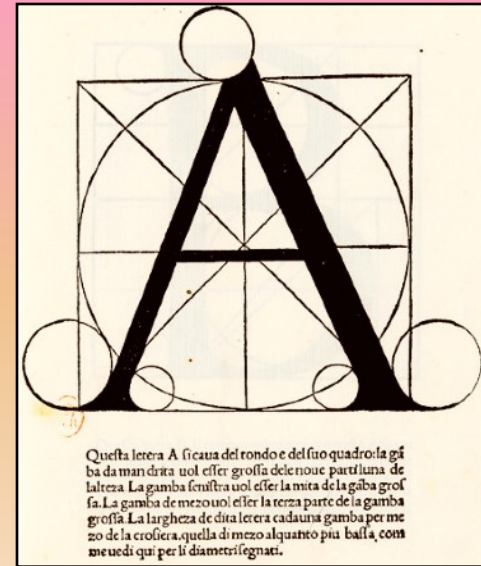 A
Queſta letera A ſi caua del tondo e del ſuo quadro: la gā
ba da man drita uol eſſer groſſa dele noue parti luna de
lalteza La gamba ſeniſtra uol eſſer la mita de la gāba groſ
ſa. La gamba de mezo uol eſſer la terza parte de la gamba
groſſa. La largheza de dita letera cadauna gamba per me
zo de la croſiera. quella di mezo alquanto piu baſſa, com
me uedi qui per li diametri ſegnati.